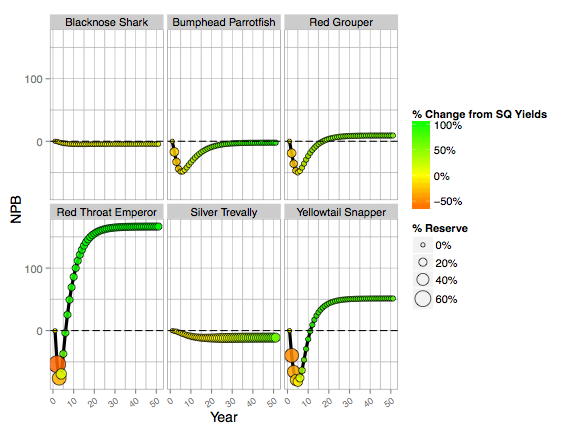 Blacknose Shark Bumphead Parrotfish Red Grouper
100
0
Red Throat Emperor Silver Trevally Yellowtail Snapper
100
0
0 10 20 30 40 50 0 10 20 30 40 50 0 10 20 30 40 50
Year
NPB
% Change from SQ Yields
100%
50%
0%
−50%
% Reserve
0%
20%
40%
60%